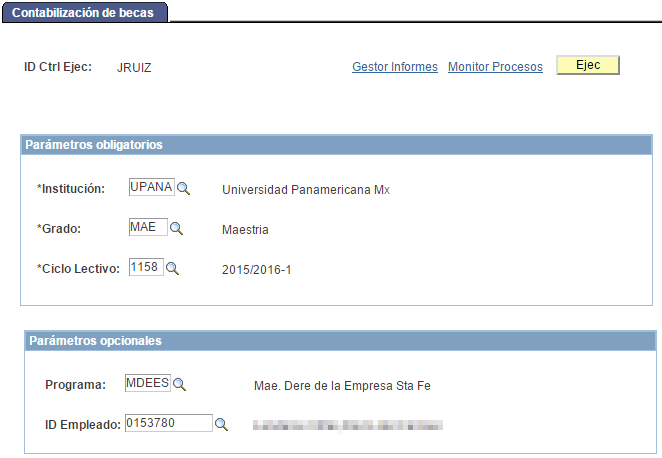 Contabilización de becas
ID Ctrl Ejec: JRUIZ Gestor Informes Monitor Procesos Ejec
Parámetros obligatorios
*Institución: UPANA Universidad Panamericana Mx
*Grado: MAE Maestria
*Ciclo Lectivo: 1158 2015/2016-1
Parámetros opcionales
Programa: MDEES Mae. Dere de la Empresa Sta Fe
ID Empleado: 0153780